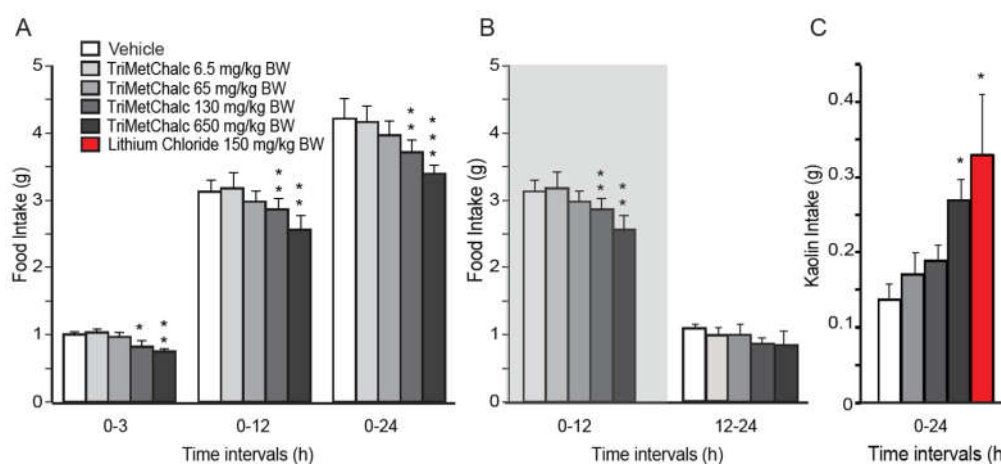 A
Vehicle
TriMetChalc 6.5 mg/kg BW
TriMetChalc 65 mg/kg BW
TriMetChalc 130 mg/kg BW
TriMetChalc 650 mg/kg BW
Lithium Chloride 150 mg/kg BW
Food Intake (g)
5
4
3
2
1
0
*
* *
* *
* *
* *
* * *
0-3
0-12
0-24
Time intervals (h)
B
Food Intake (g)
5
4
3
2
1
0
* *
* *
0-12
12-24
Time intervals (h)
C
Kaolin Intake (g)
0.4
0.3
0.2
0.1
0
*
*
0-24
Time intervals (h